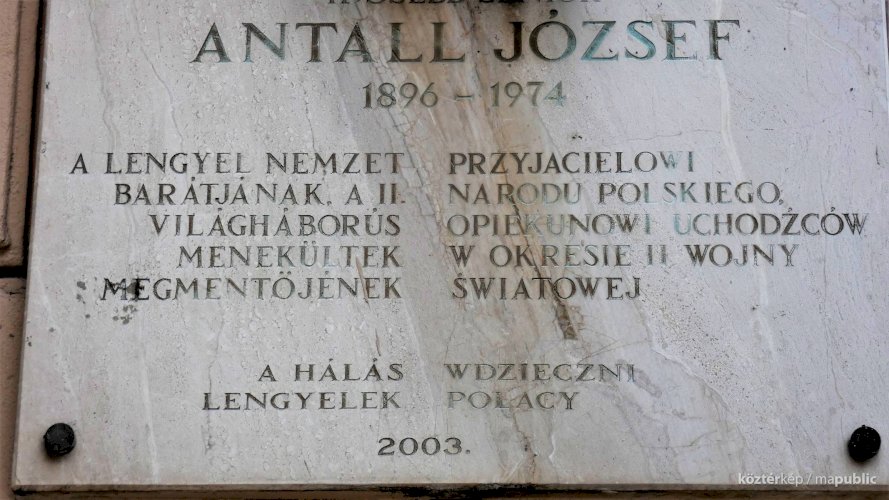 ANTALL JÓZSEF
1896 – 1974
A LENGYEL NEMZET
BARÁTJÁNAK, A II.
VILÁGHÁBORÚS
MENEKÜLTEK
MEGMENTŐJÉNEK
PRZYJACIELOWI
NARODU POLSKIEGO,
OPIEKUNOWI UCHODŹCÓW
W OKRESIE II WOJNY
ŚWIATOWEJ
A HÁLÁS
LENGYELEK
WDZIECZNI
POLACY
2003.
köztérkép / mapublic